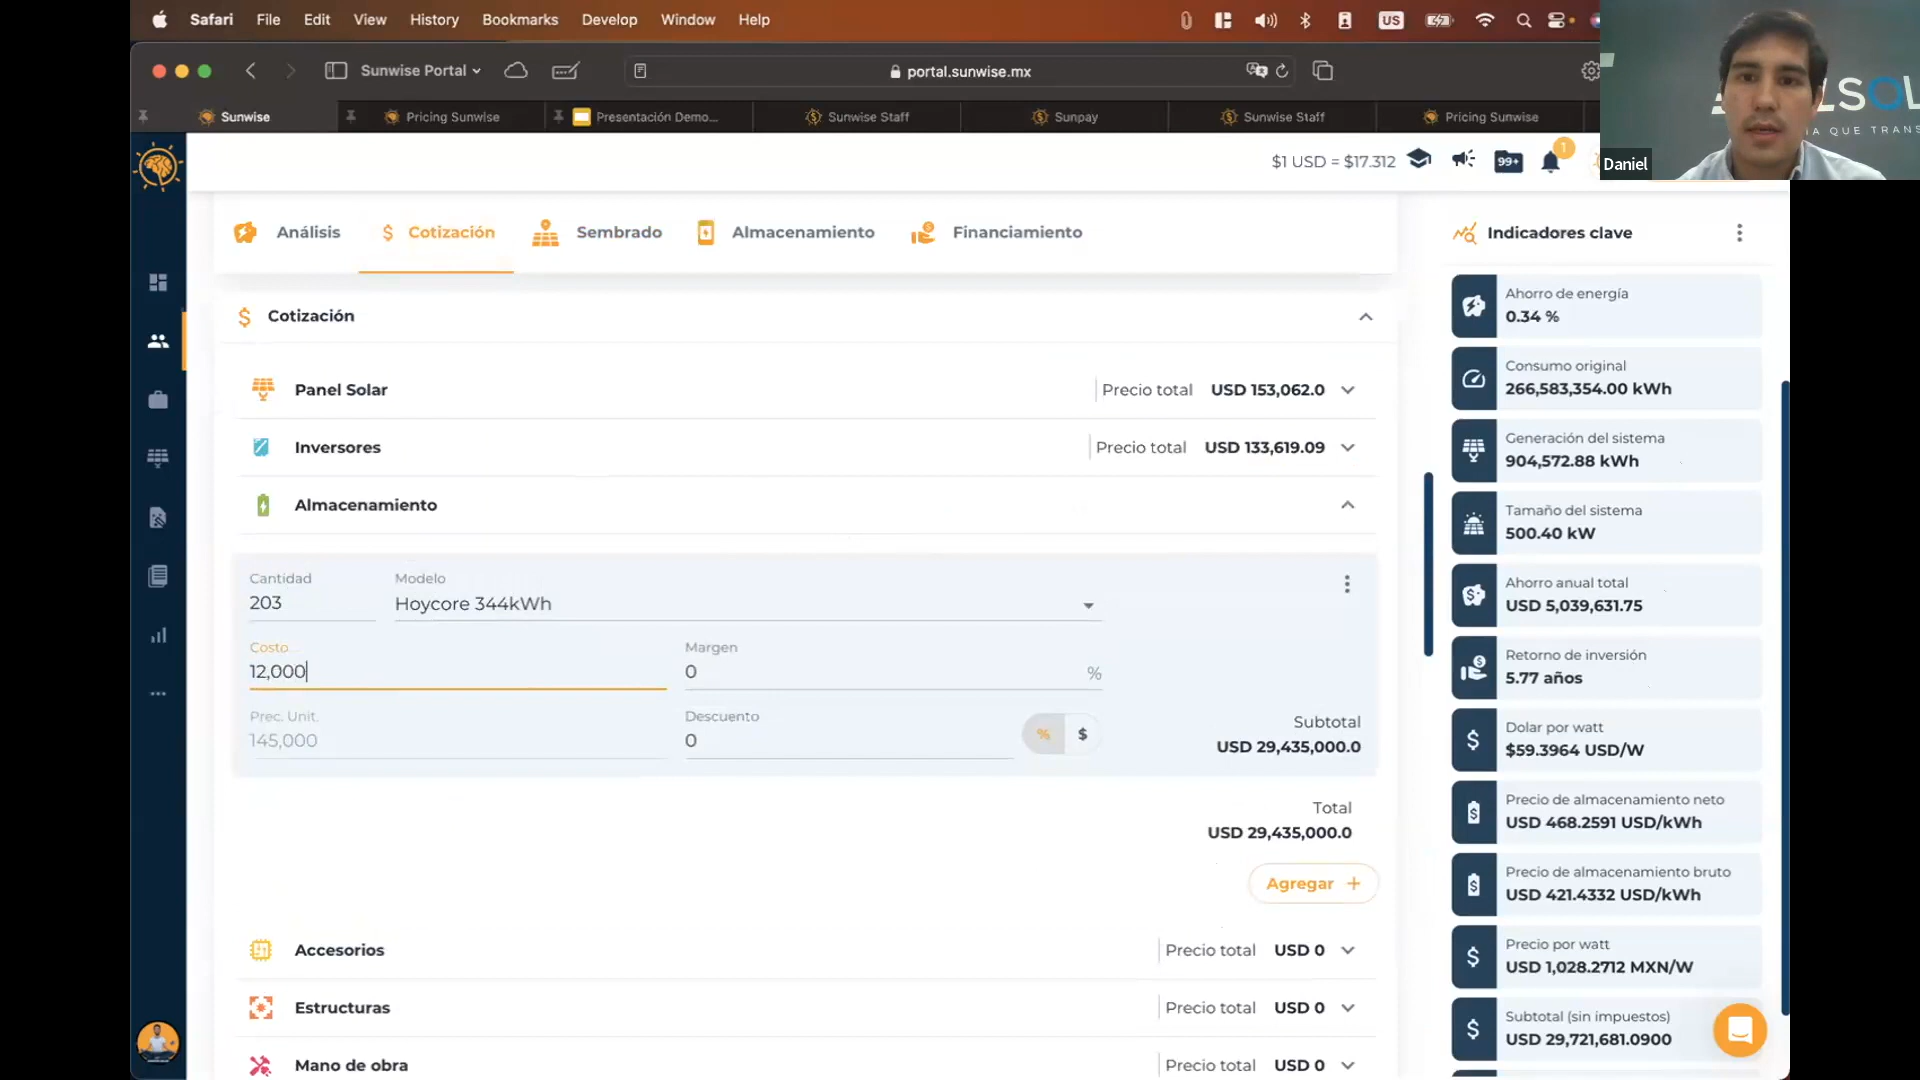 Safari File Edit View History Bookmarks Develop Window Help
US
Sunwise Portal
portal.sunwise.mx
Sunwise
Pricing Sunwise
Presentación Demo...
Sunwise Staff
Sunpay
Sunwise Staff
Pricing Sunwise
Daniel
$1 USD = $17.312
99+
1
Análisis
Cotización
Sembrado
Almacenamiento
Financiamiento
Cotización
Panel Solar
Precio total USD 153,062.0
Inversores
Precio total USD 133,619.09
Almacenamiento
Cantidad
203
Modelo
Hoycore 344kWh
Costo
12,000
Margen
0
%
Prec. Unit.
145,000
Descuento
0
% $
Subtotal
USD 29,435,000.0
Total
USD 29,435,000.0
Agregar +
Accesorios
Precio total USD 0
Estructuras
Precio total USD 0
Mano de obra
Precio total USD 0
Indicadores clave
Ahorro de energía
0.34 %
Consumo original
266,583,354.00 kWh
Generación del sistema
904,572.88 kWh
Tamaño del sistema
500.40 kW
Ahorro anual total
USD 5,039,631.75
Retorno de inversión
5.77 años
Dolar por watt
$59.3964 USD/W
Precio de almacenamiento neto
USD 468.2591 USD/kWh
Precio de almacenamiento bruto
USD 421.4332 USD/kWh
Precio por watt
USD 1,028.2712 MXN/W
Subtotal (sin impuestos)
USD 29,721,681.0900